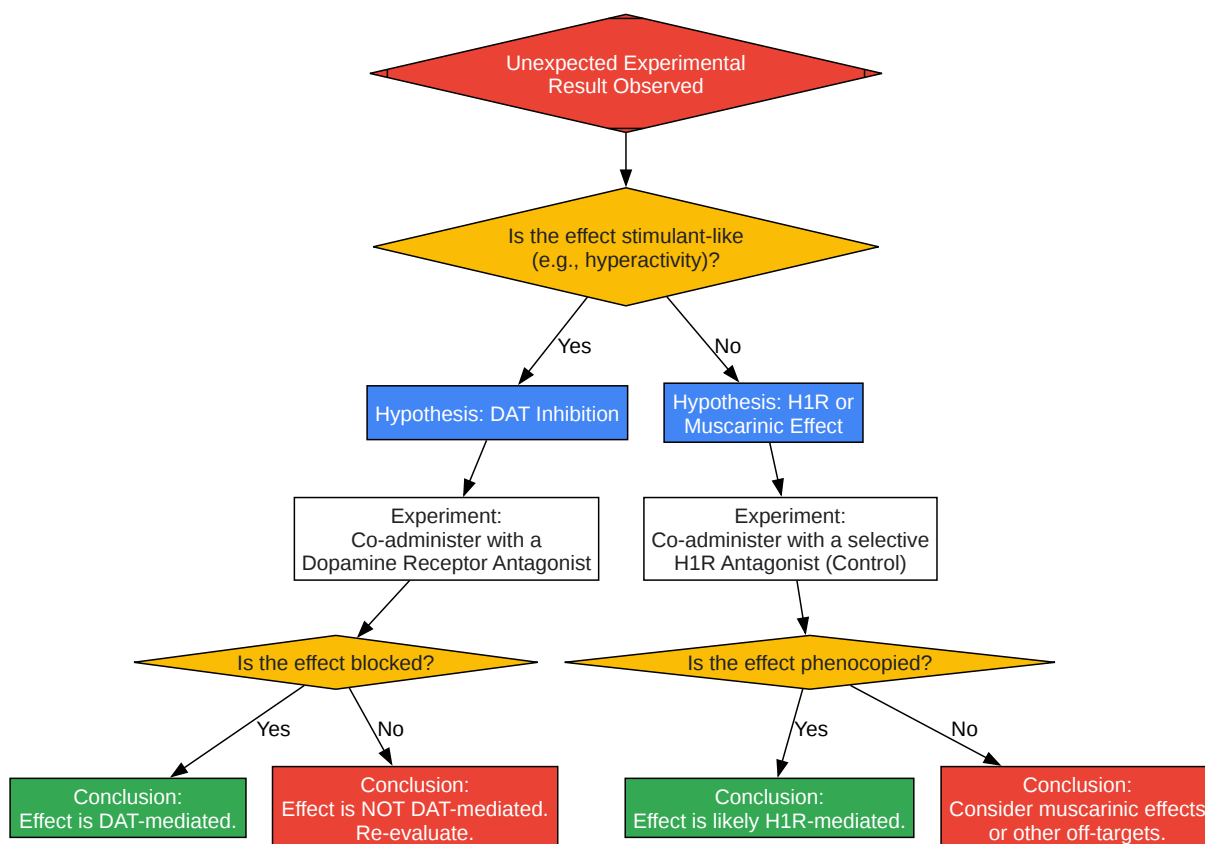 Unexpected Experimental
Result Observed
Is the effect stimulant-like
(e.g., hyperactivity)?
Yes
No
Hypothesis: DAT Inhibition
Hypothesis: H1R or
Muscarinic Effect
Experiment:
Co-administer with a
Dopamine Receptor Antagonist
Experiment:
Co-administer with a selective
H1R Antagonist (Control)
Is the effect blocked?
Is the effect phenocopied?
Yes
No
Yes
No
Conclusion:
Effect is DAT-mediated.
Conclusion:
Effect is NOT DAT-mediated.
Re-evaluate.
Conclusion:
Effect is likely H1R-mediated.
Conclusion:
Consider muscarinic effects
or other off-targets.